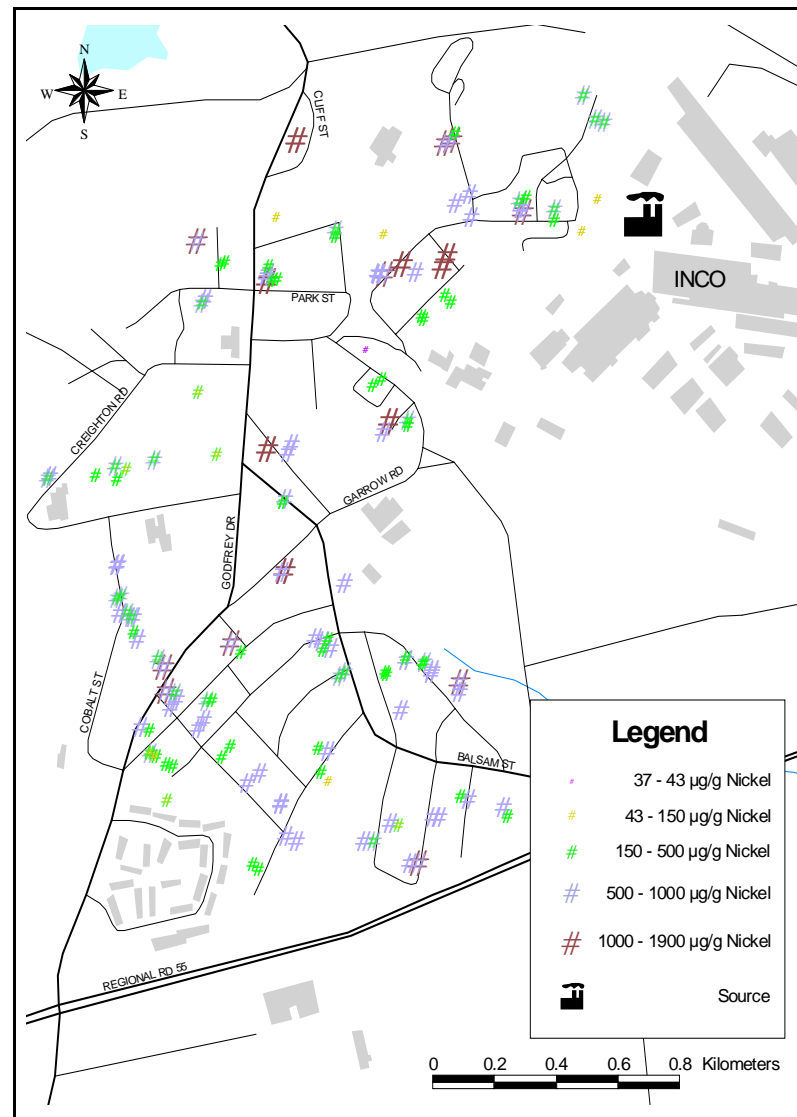 N
W E
S
CLIFF ST
INCO
PARK ST
CREIGHTON RD
GARROW RD
GODFREY DR
COBALT ST
BALSAM ST
REGIONAL RD 55
Legend
37 - 43 µg/g Nickel
43 - 150 µg/g Nickel
150 - 500 µg/g Nickel
500 - 1000 µg/g Nickel
1000 - 1900 µg/g Nickel
Source
0 0.2 0.4 0.6 0.8 Kilometers